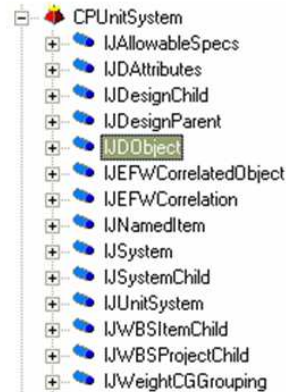 CPUnitSystem
IJAllowableSpecs
IJDAttributes
IJDesignChild
IJDesignParent
IJDObject
IJEFWCorrelatedObject
IJEFWCorrelation
IJNamedItem
IJSystem
IJSystemChild
IJUnitSystem
IJWBSItemChild
IJWBSProjectChild
IJWeightCGGrouping